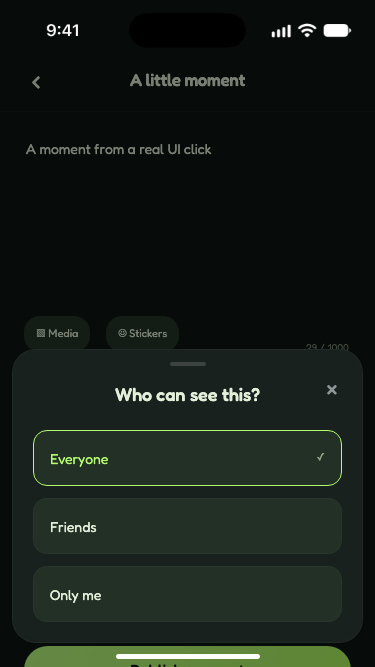 9:41
A little moment
A moment from a real UI click
Media
Stickers
29 / 1000
Who can see this?
Everyone
Friends
Only me